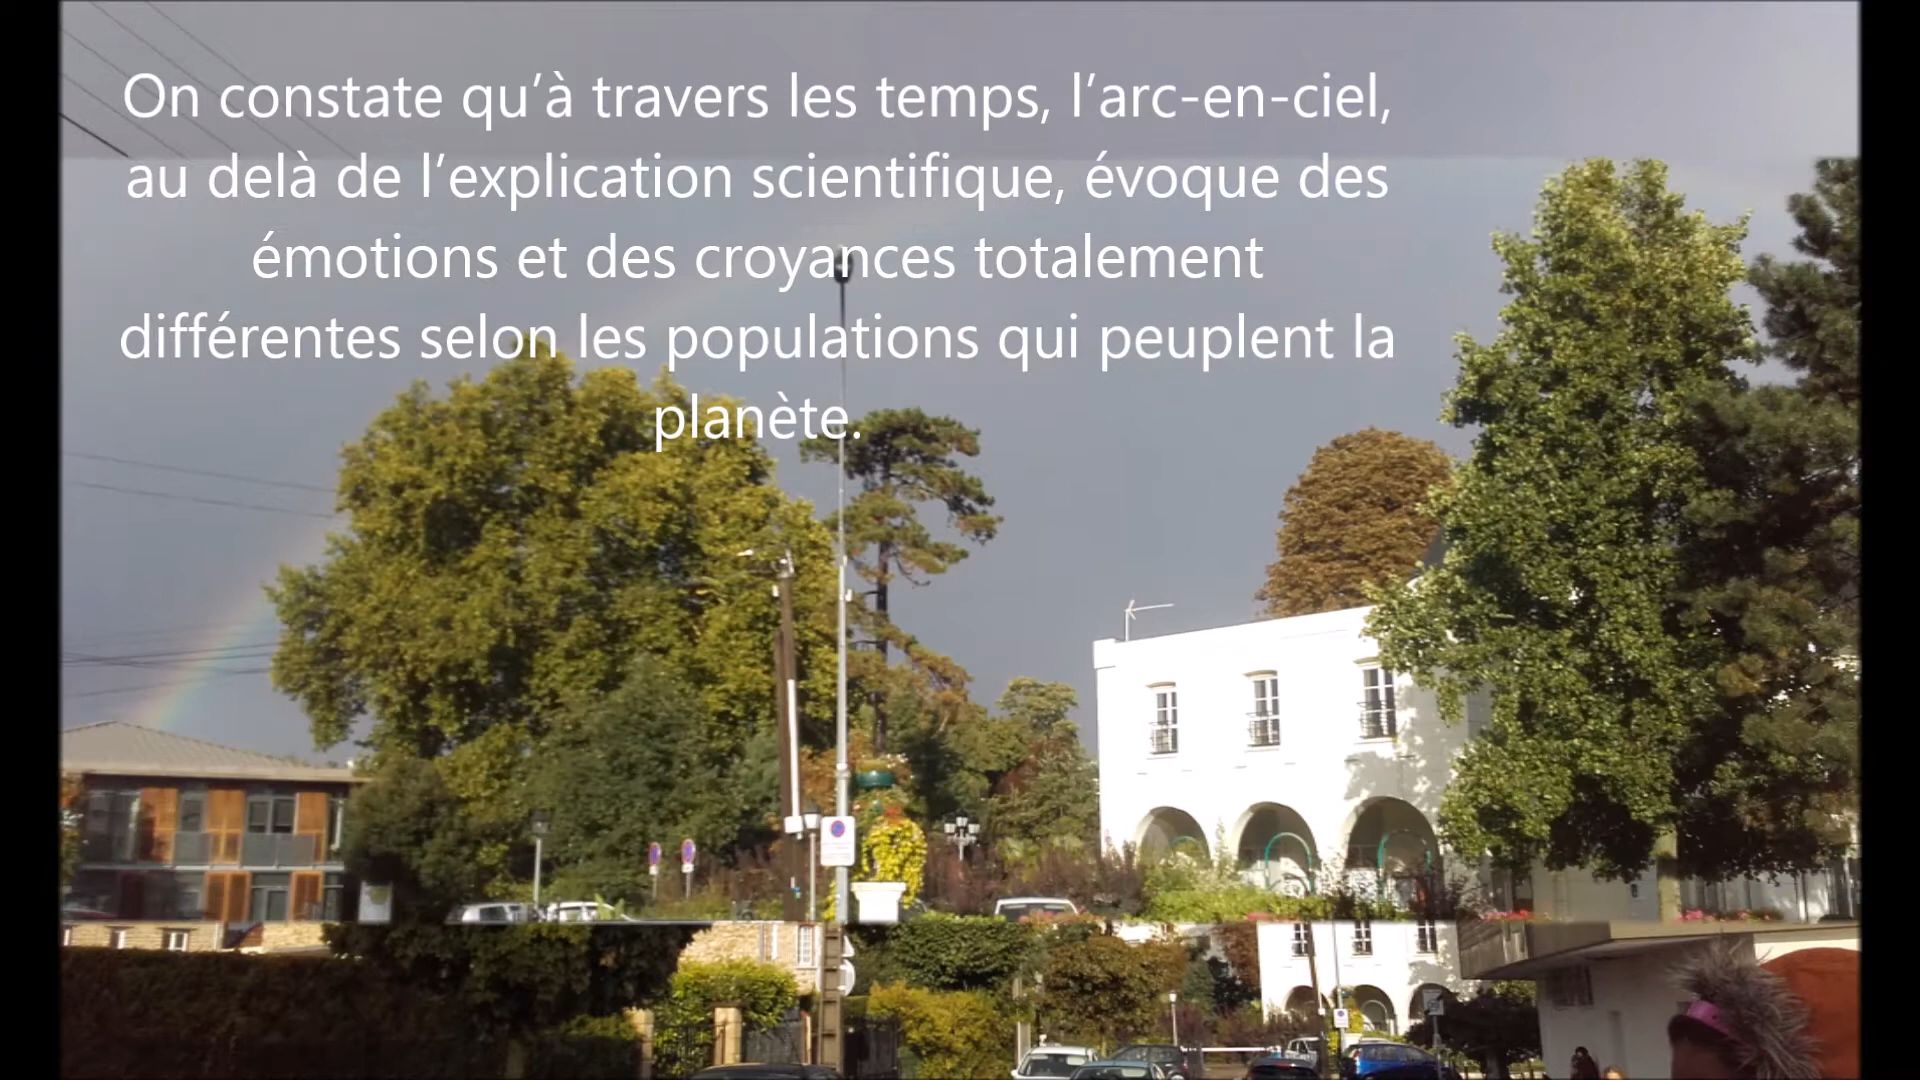 On constate qu’à travers les temps, l’arc-en-ciel,
au delà de l’explication scientifique, évoque des
émotions et des croyances totalement
différentes selon les populations qui peuplent la
planète.